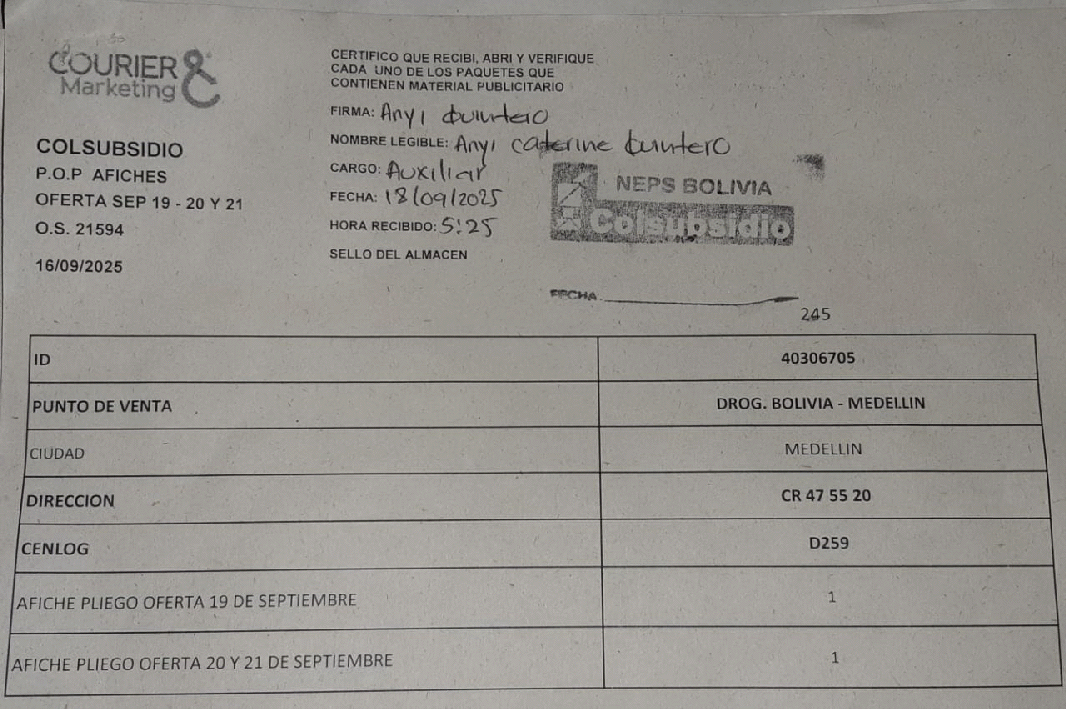 COURIER
Marketing
COLSUBSIDIO
P.O.P AFICHES
OFERTA SEP 19 - 20 Y 21
O.S. 21594
16/09/2025
CERTIFICO QUE RECIBI, ABRI Y VERIFIQUE
CADA UNO DE LOS PAQUETES QUE
CONTIENEN MATERIAL PUBLICITARIO
FIRMA: Anyi Quintero
NOMBRE LEGIBLE: Anyi caterine Quintero
CARGO: Auxiliar
FECHA: 18/09/2025
HORA RECIBIDO: 5:25
SELLO DEL ALMACEN
NEPS BOLIVIA
Colsubsidio
FECHA
245
ID 40306705
PUNTO DE VENTA DROG. BOLIVIA - MEDELLIN
CIUDAD MEDELLIN
DIRECCION CR 47 55 20
CENLOG D259
AFICHE PLIEGO OFERTA 19 DE SEPTIEMBRE 1
AFICHE PLIEGO OFERTA 20 Y 21 DE SEPTIEMBRE 1